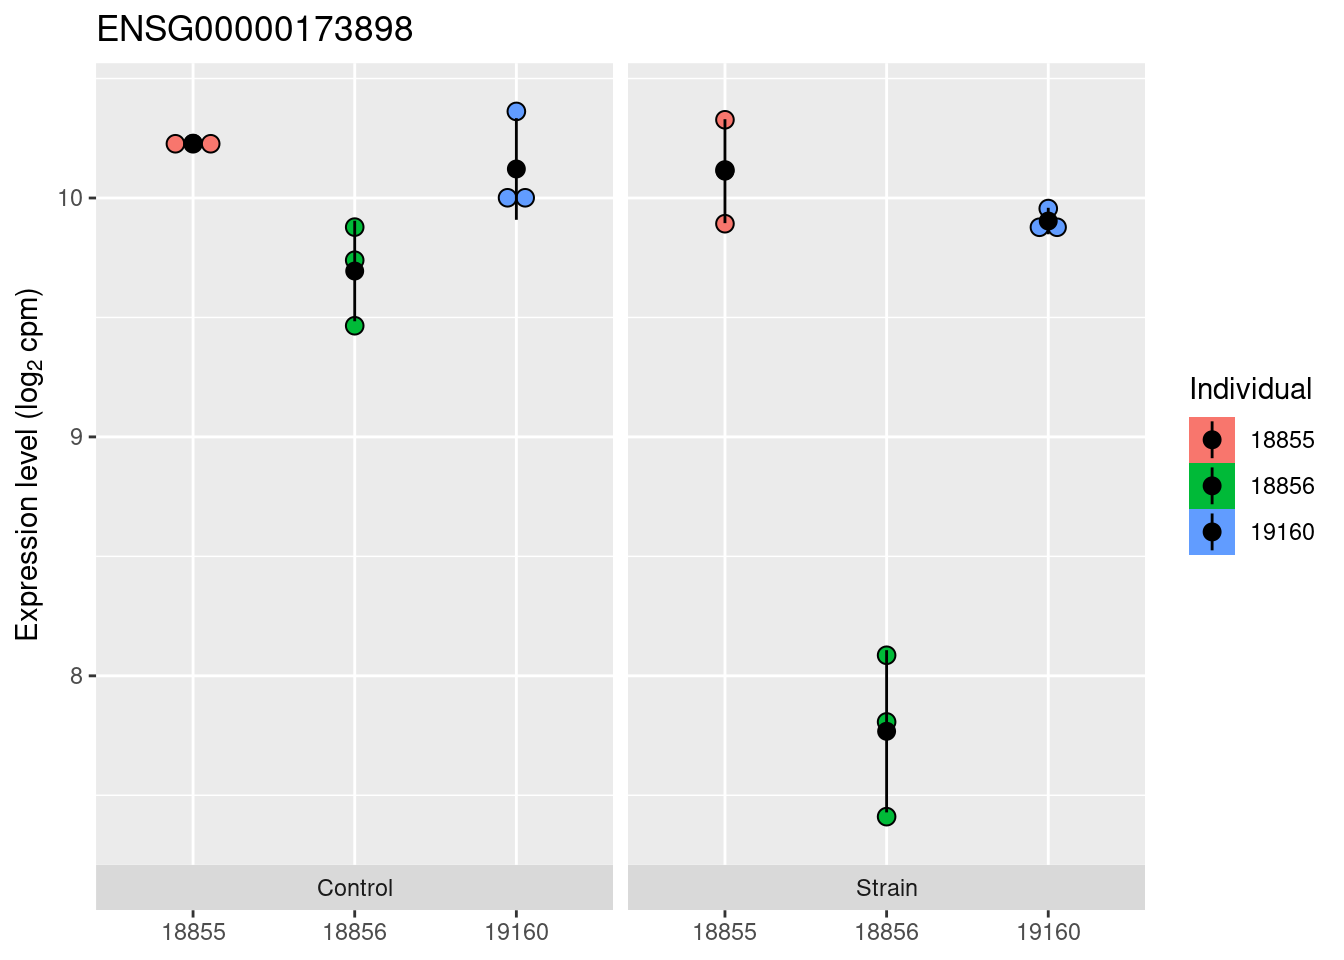 ENSG00000173898
Expression level (log₂ cpm)
10
9
8
Control
Strain
18855
18856
19160
18855
18856
19160
Individual
18855
18856
19160